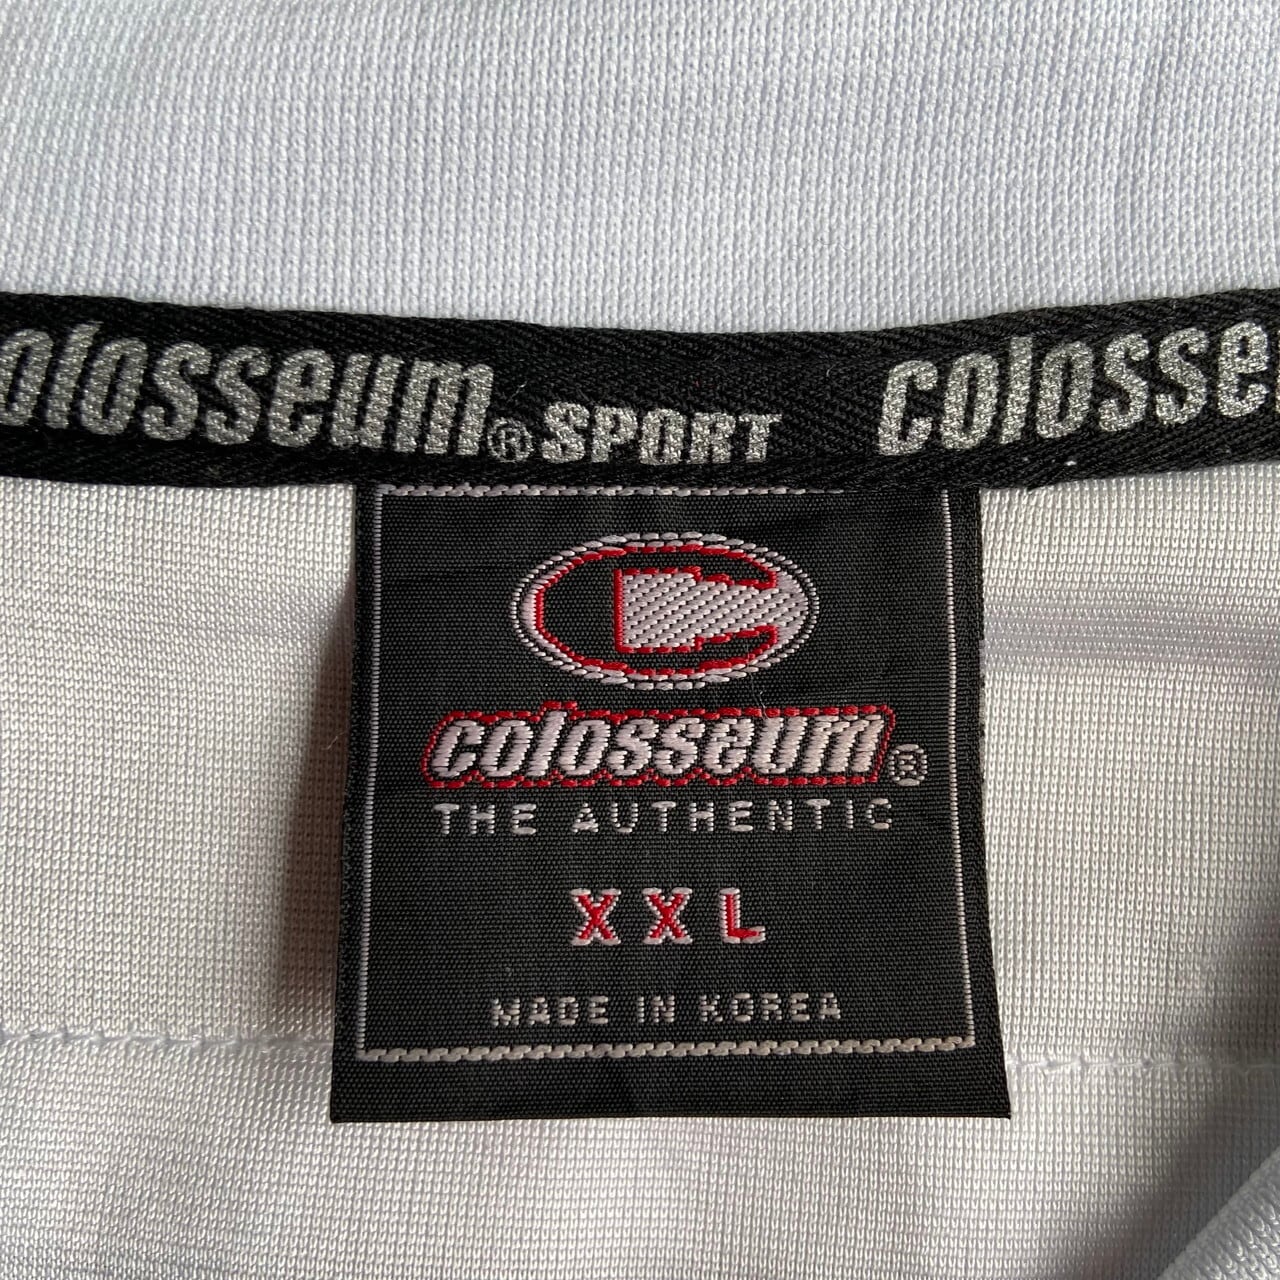 colosseum® SPORT colosse
C
colosseum®
THE AUTHENTIC
XXL
MADE IN KOREA